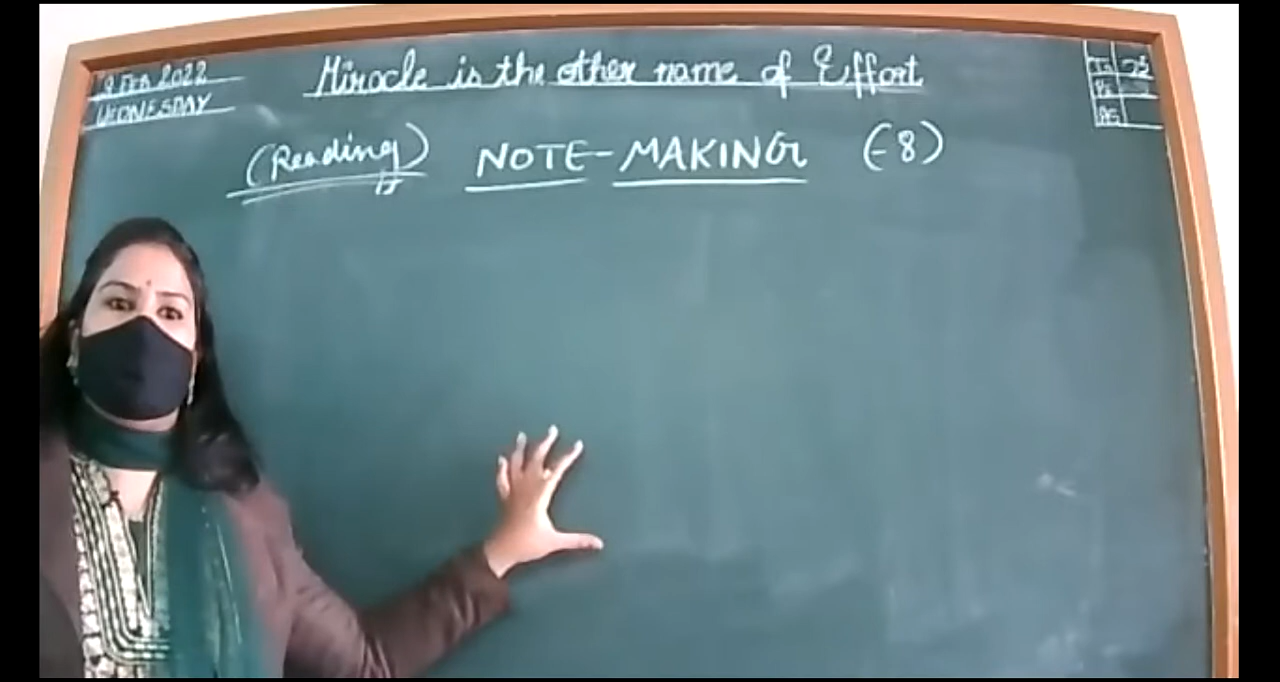 9 FEB 2022
WEDNESDAY
Miracle is the other name of Effort
(Reading) NOTE-MAKING (-8)